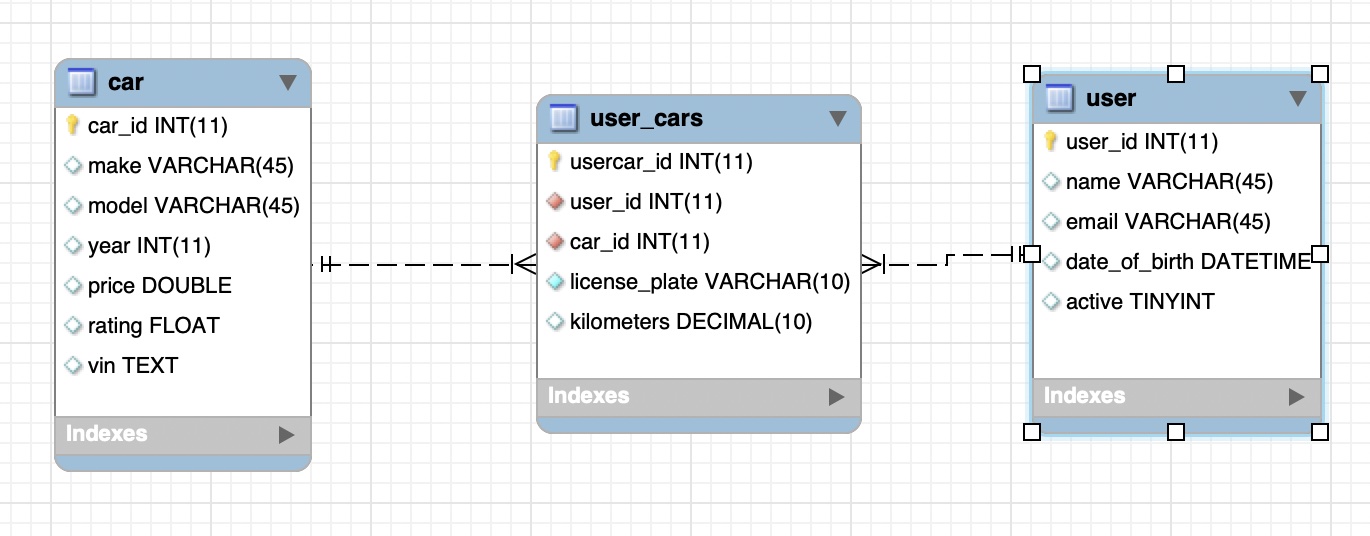 car
car_id INT(11)
make VARCHAR(45)
model VARCHAR(45)
year INT(11)
price DOUBLE
rating FLOAT
vin TEXT
Indexes
user_cars
usercar_id INT(11)
user_id INT(11)
car_id INT(11)
license_plate VARCHAR(10)
kilometers DECIMAL(10)
Indexes
user
user_id INT(11)
name VARCHAR(45)
email VARCHAR(45)
date_of_birth DATETIME
active TINYINT
Indexes